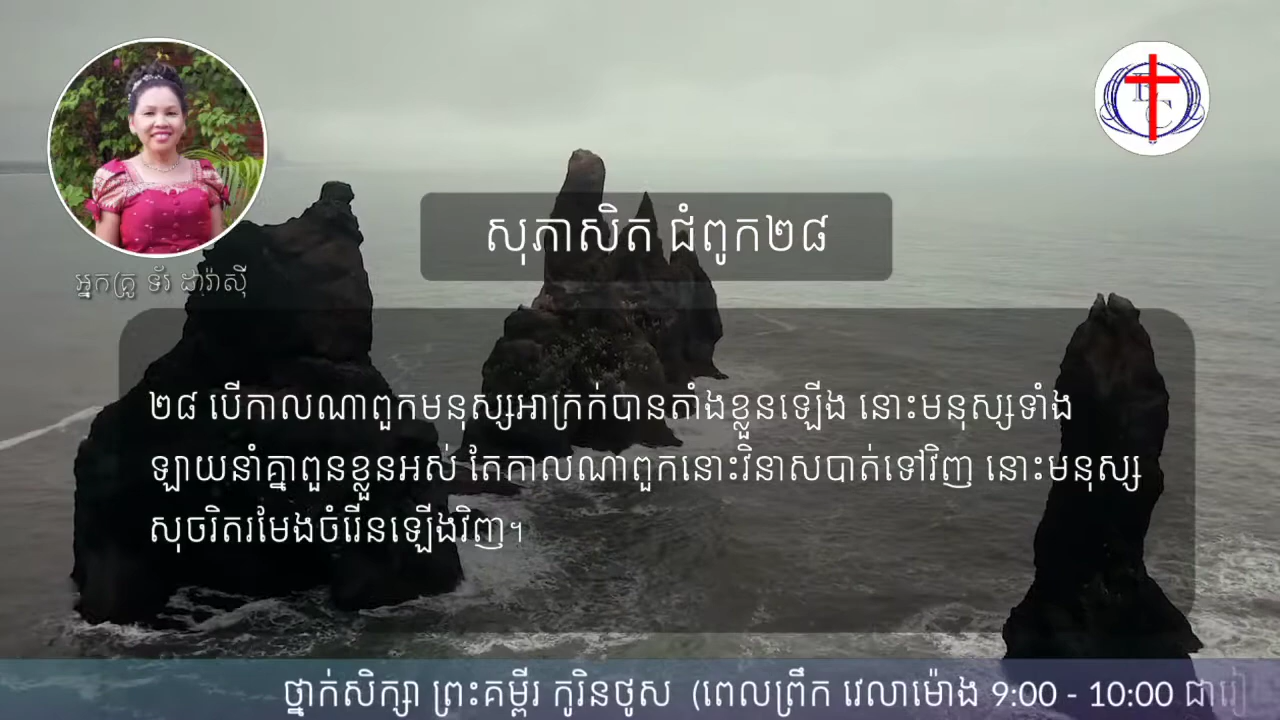 អ្នកគ្រូ ទ័រ ដារ៉ាស៊ី
សុភាសិត ជំពូក២៨
២៨ បើកាលណាពួកមនុស្សអាក្រក់បានតាំងខ្លួនឡើង នោះមនុស្សទាំង
ឡាយនាំគ្នាពួនខ្លួនអស់ តែកាលណាពួកនោះវិនាសបាត់ទៅវិញ នោះមនុស្ស
សុចរិតរមែងចំរើនឡើងវិញ។
ថ្នាក់សិក្សា ព្រះគម្ពីរ កូរិនថូស (ពេលព្រឹក វេលាម៉ោង 9:00 - 10:00 ជារៀ